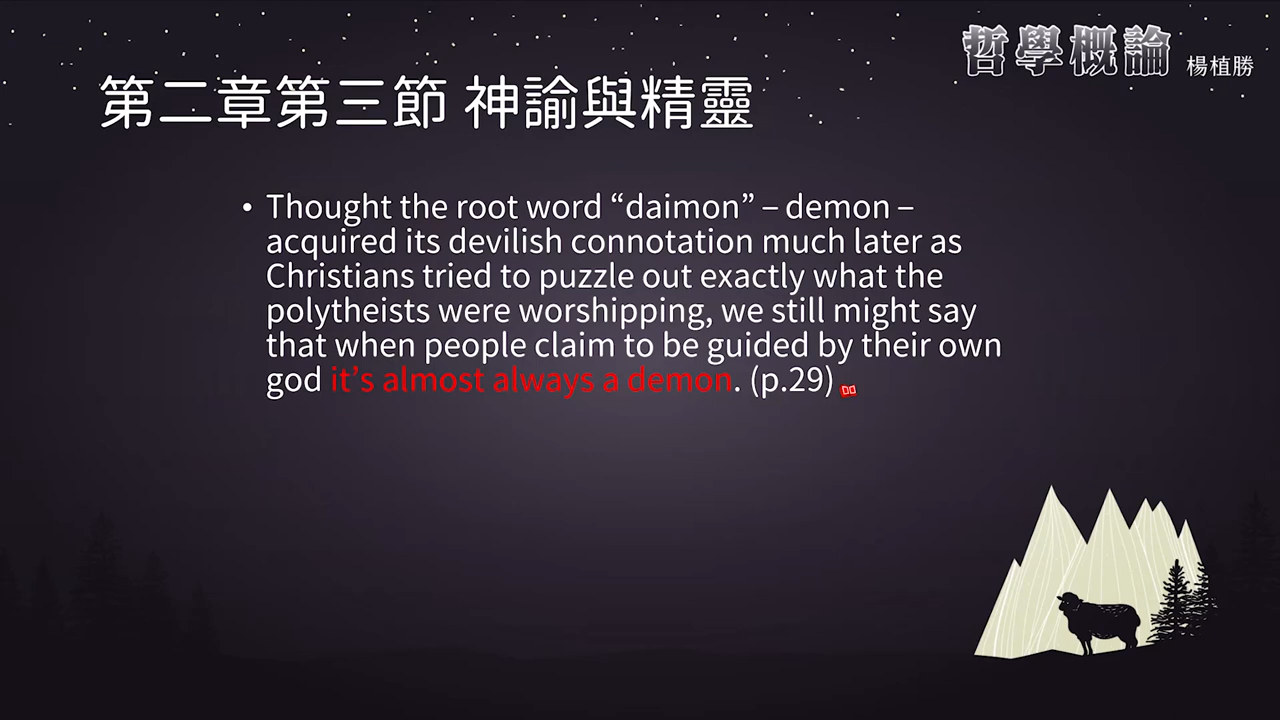 哲學概論 楊植勝
第二章第三節 神諭與精靈
• Thought the root word “daimon” – demon –
acquired its devilish connotation much later as
Christians tried to puzzle out exactly what the
polytheists were worshipping, we still might say
that when people claim to be guided by their own
god it’s almost always a demon. (p.29)